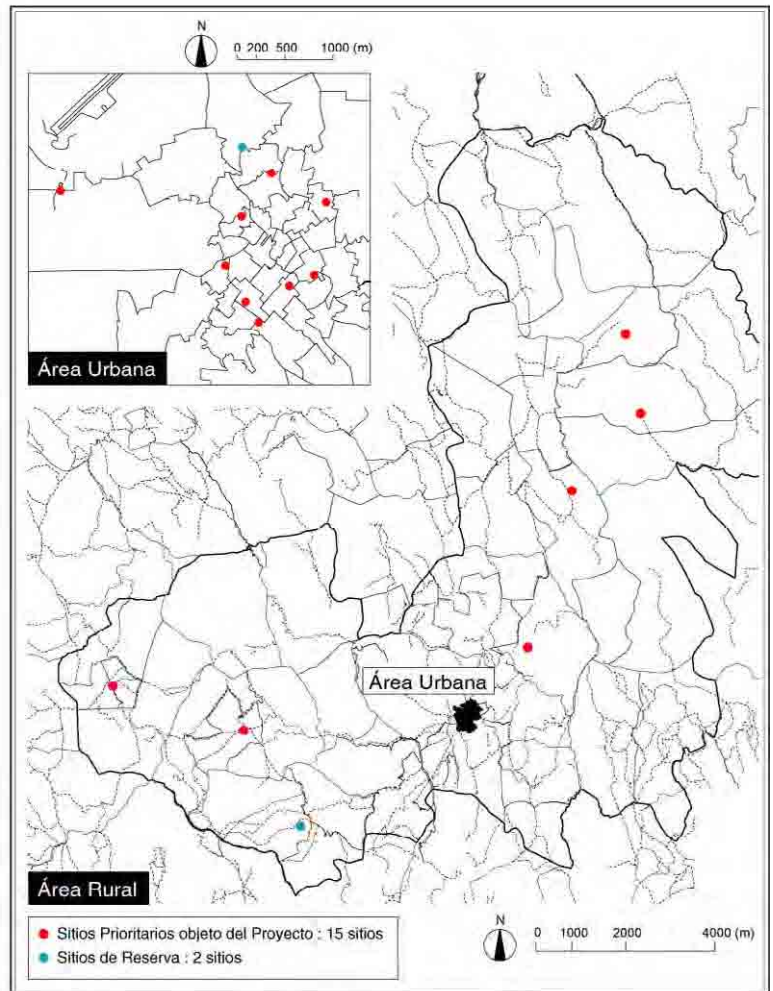 N
0 200 500 1000 (m)
Área Urbana
Área Urbana
Área Rural
Sitios Prioritarios objeto del Proyecto : 15 sitios
Sitios de Reserva : 2 sitios
N
0 1000 2000 4000 (m)